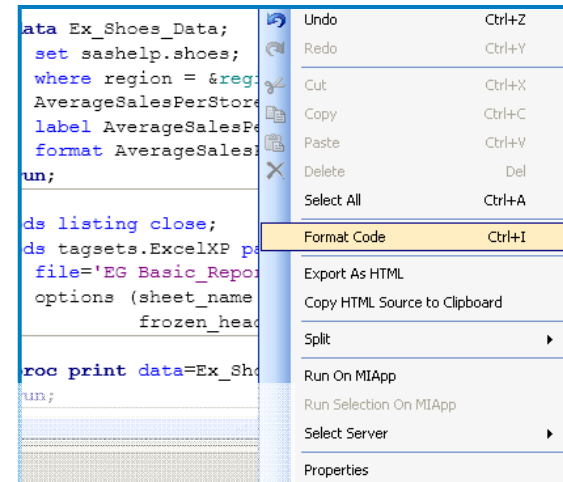 ata Ex_Shoes_Data;
set sashelp.shoes;
where region = &reg
AverageSalesPerStore
label AverageSalesPe
format AverageSales
un;
ds listing close;
ds tagsets.ExcelXP pa
file='EG Basic_Repo
options (sheet_name
frozen_head
roc print data=Ex_Sho
un;
Undo Ctrl+Z
Redo Ctrl+Y
Cut Ctrl+X
Copy Ctrl+C
Paste Ctrl+V
Delete Del
Select All Ctrl+A
Format Code Ctrl+I
Export As HTML
Copy HTML Source to Clipboard
Split
Run On MIApp
Run Selection On MIApp
Select Server
Properties